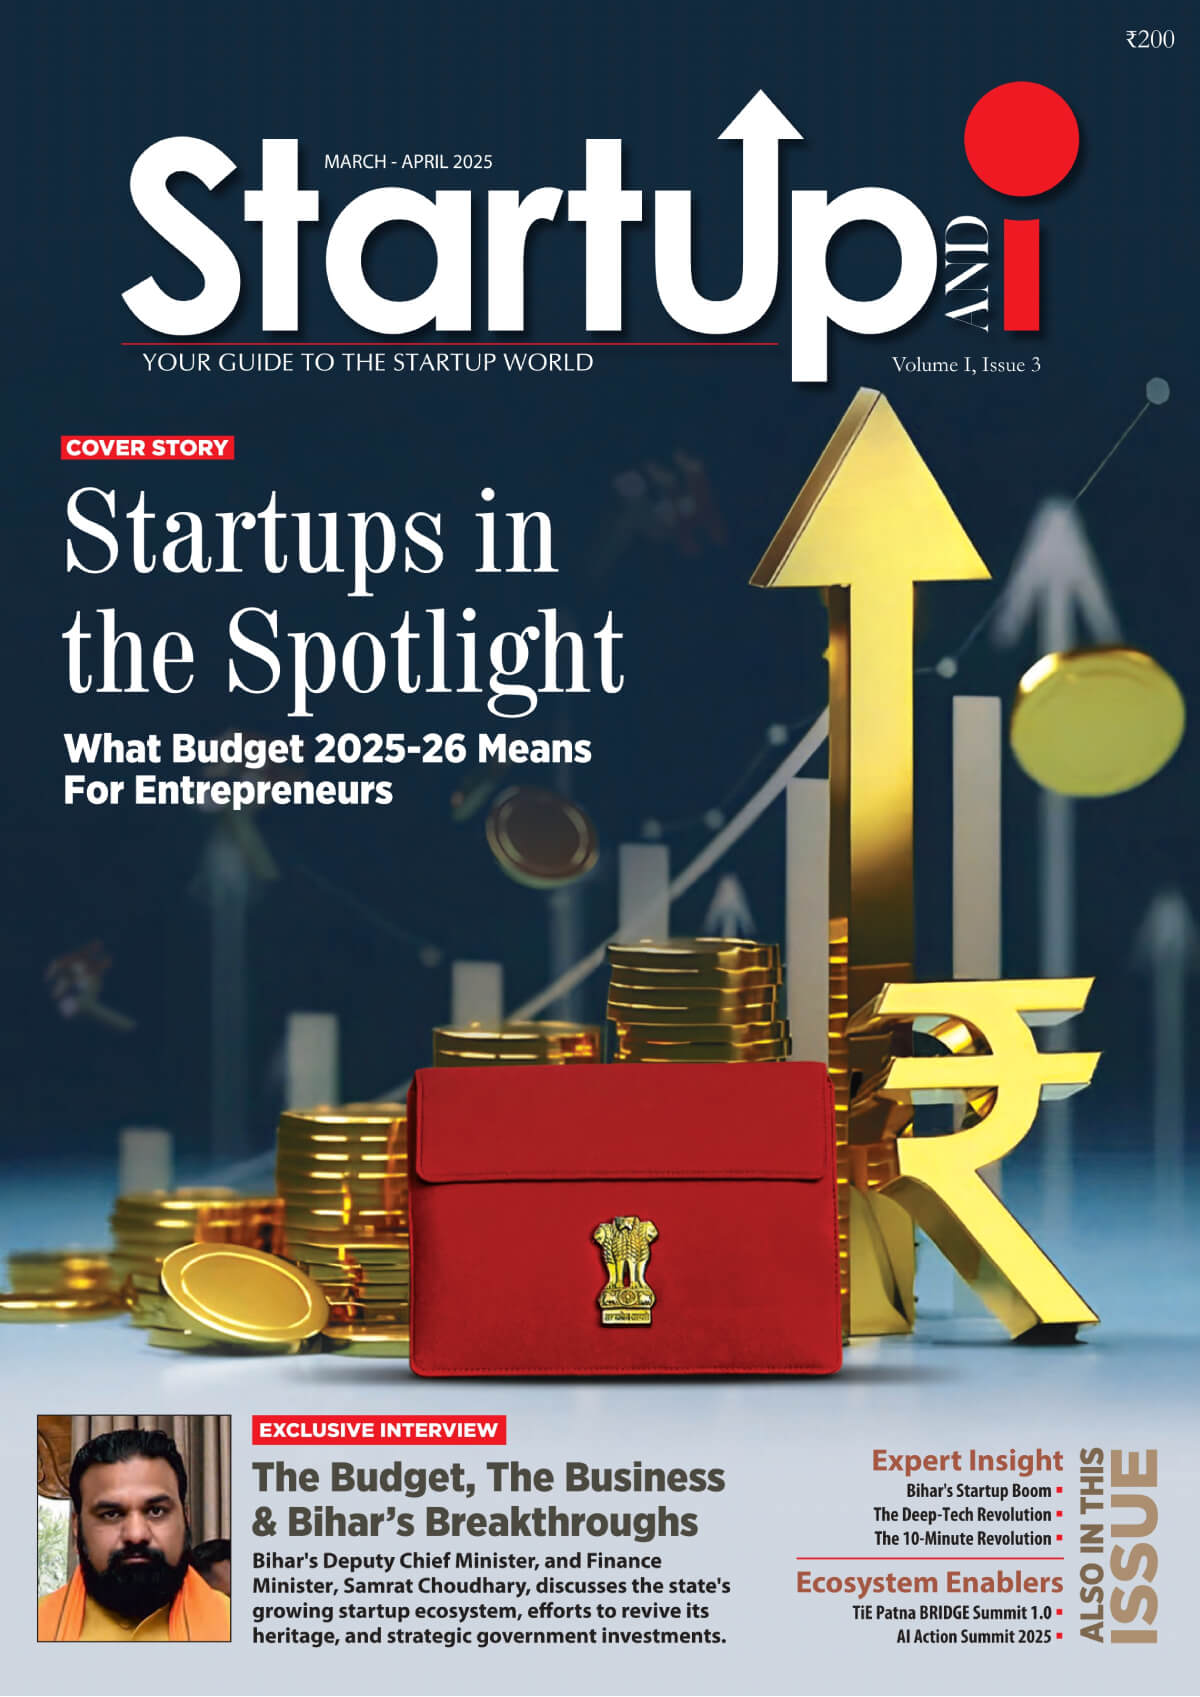 ₹200
MARCH - APRIL 2025
StartUp AND i
YOUR GUIDE TO THE STARTUP WORLD
Volume I, Issue 3
COVER STORY
Startups in
the Spotlight
What Budget 2025-26 Means
For Entrepreneurs
₹
EXCLUSIVE INTERVIEW
The Budget, The Business
& Bihar’s Breakthroughs
Bihar's Deputy Chief Minister, and Finance
Minister, Samrat Choudhary, discusses the state's
growing startup ecosystem, efforts to revive its
heritage, and strategic government investments.
ALSO IN THIS
ISSUE
Expert Insight
Bihar's Startup Boom
The Deep-Tech Revolution
The 10-Minute Revolution
Ecosystem Enablers
TiE Patna BRIDGE Summit 1.0
AI Action Summit 2025